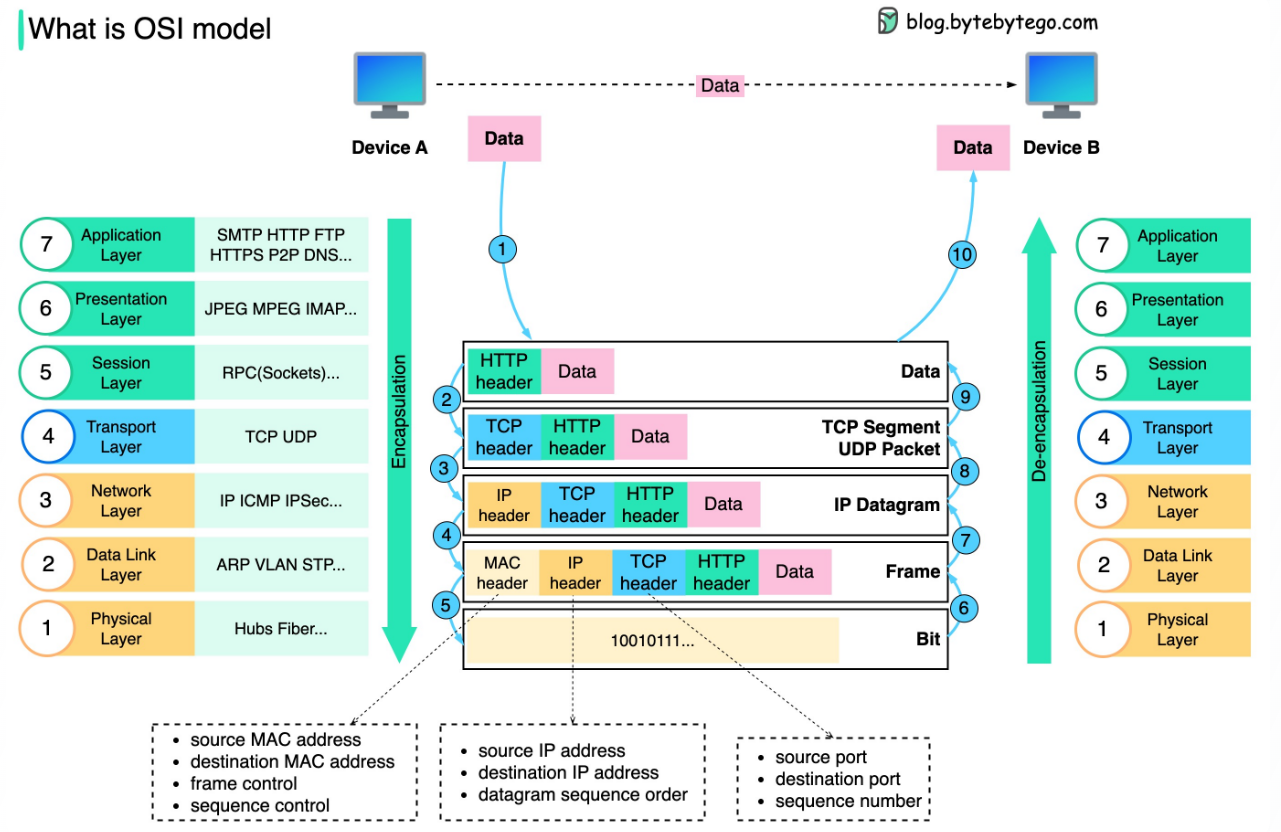 What is OSI model
blog.bytebytego.com
Data
Device A
Data
Data
Device B
1
10
7
Application
Layer
SMTP HTTP FTP
HTTPS P2P DNS...
6
Presentation
Layer
JPEG MPEG IMAP...
5
Session
Layer
RPC(Sockets)...
4
Transport
Layer
TCP UDP
3
Network
Layer
IP ICMP IPSec...
2
Data Link
Layer
ARP VLAN STP...
1
Physical
Layer
Hubs Fiber...
Encapsulation
HTTP
header
Data
Data
2
9
TCP
header
HTTP
header
Data
TCP Segment
UDP Packet
3
8
IP
header
TCP
header
HTTP
header
Data
IP Datagram
4
7
MAC
header
IP
header
TCP
header
HTTP
header
Data
Frame
5
6
10010111...
Bit
De-encapsulation
7
Application
Layer
6
Presentation
Layer
5
Session
Layer
4
Transport
Layer
3
Network
Layer
2
Data Link
Layer
1
Physical
Layer
• source MAC address
• destination MAC address
• frame control
• sequence control
• source IP address
• destination IP address
• datagram sequence order
• source port
• destination port
• sequence number